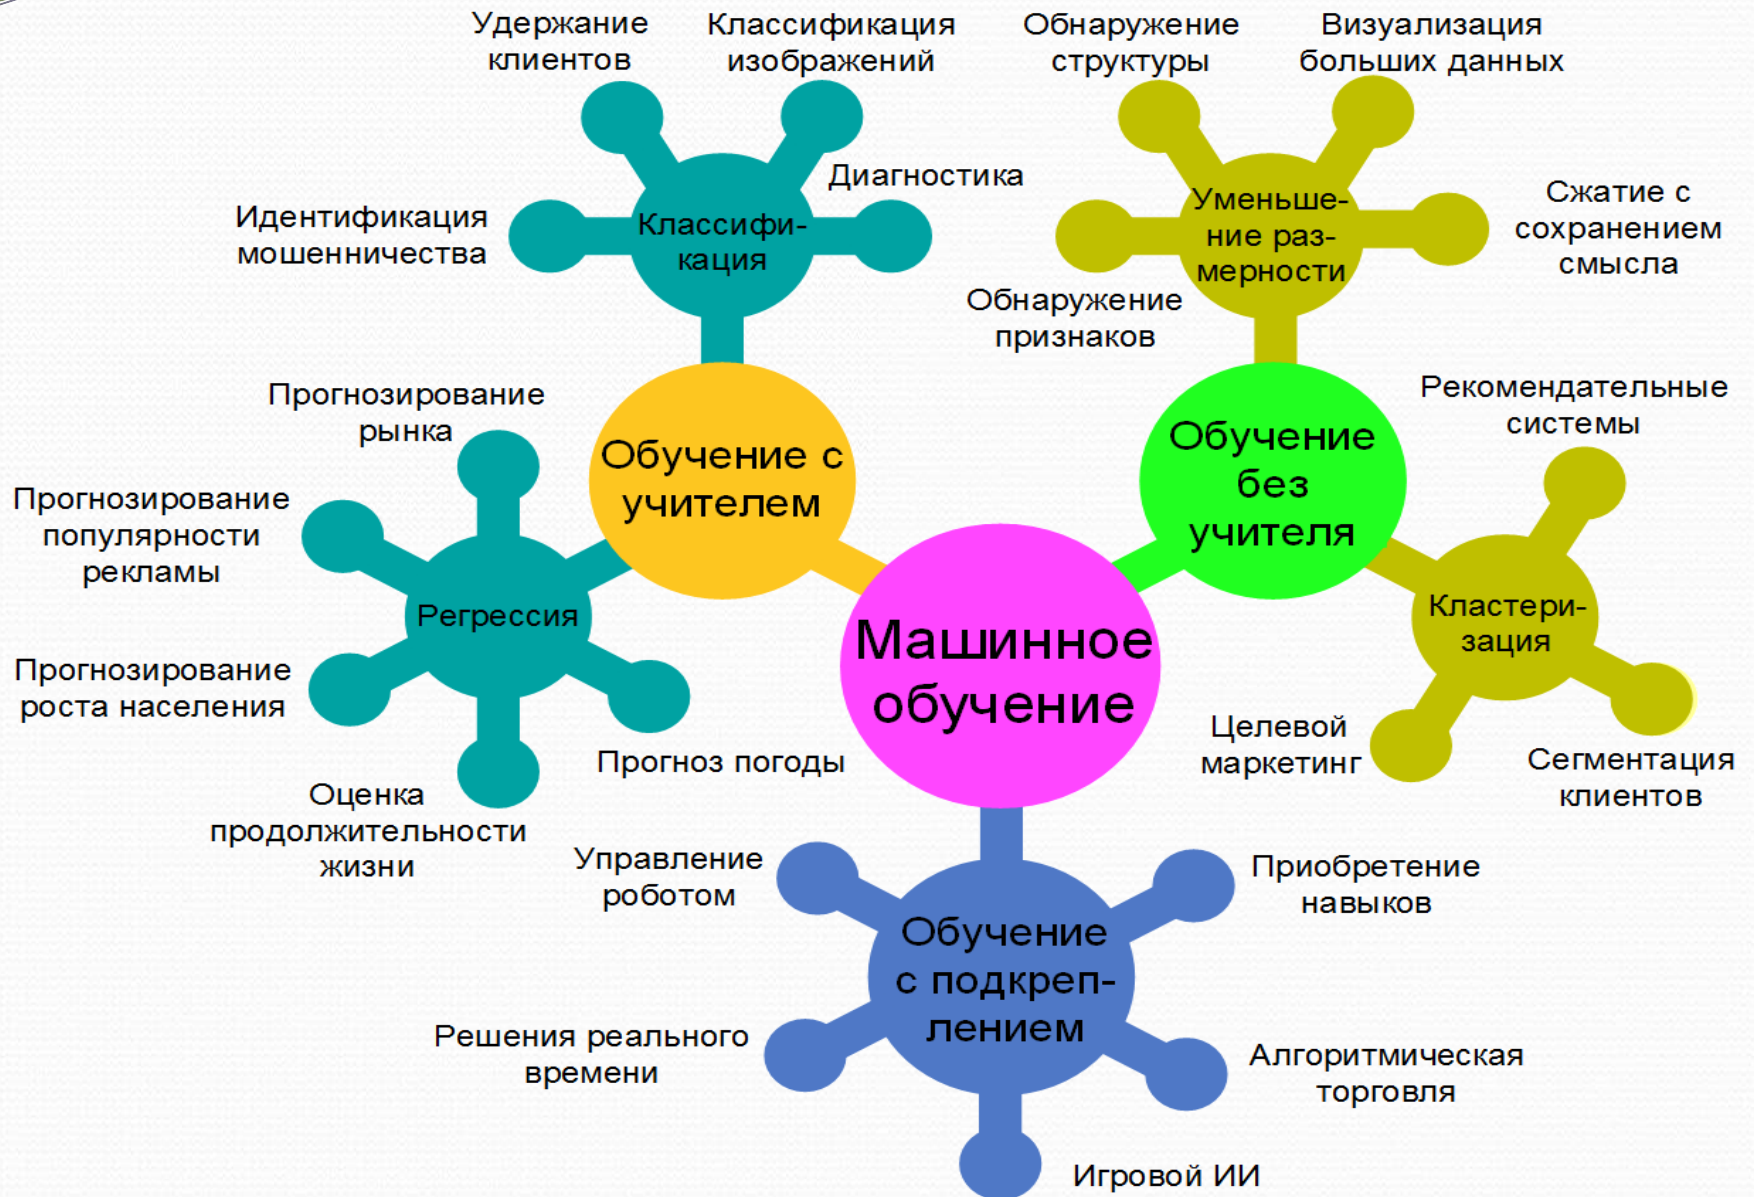 Удержание
клиентов
Классификация
изображений
Обнаружение
структуры
Визуализация
больших данных
Идентификация
мошенничества
Классифи-
кация
Диагностика
Уменьше-
ние раз-
мерности
Сжатие с
сохранением
смысла
Обнаружение
признаков
Прогнозирование
рынка
Обучение с
учителем
Обучение
без
учителя
Рекомендательные
системы
Прогнозирование
популярности
рекламы
Регрессия
Кластери-
зация
Машинное
обучение
Прогнозирование
роста населения
Прогноз погоды
Целевой
маркетинг
Сегментация
клиентов
Оценка
продолжительности
жизни
Управление
роботом
Приобретение
навыков
Обучение
с подкреп-
лением
Решения реального
времени
Алгоритмическая
торговля
Игровой ИИ